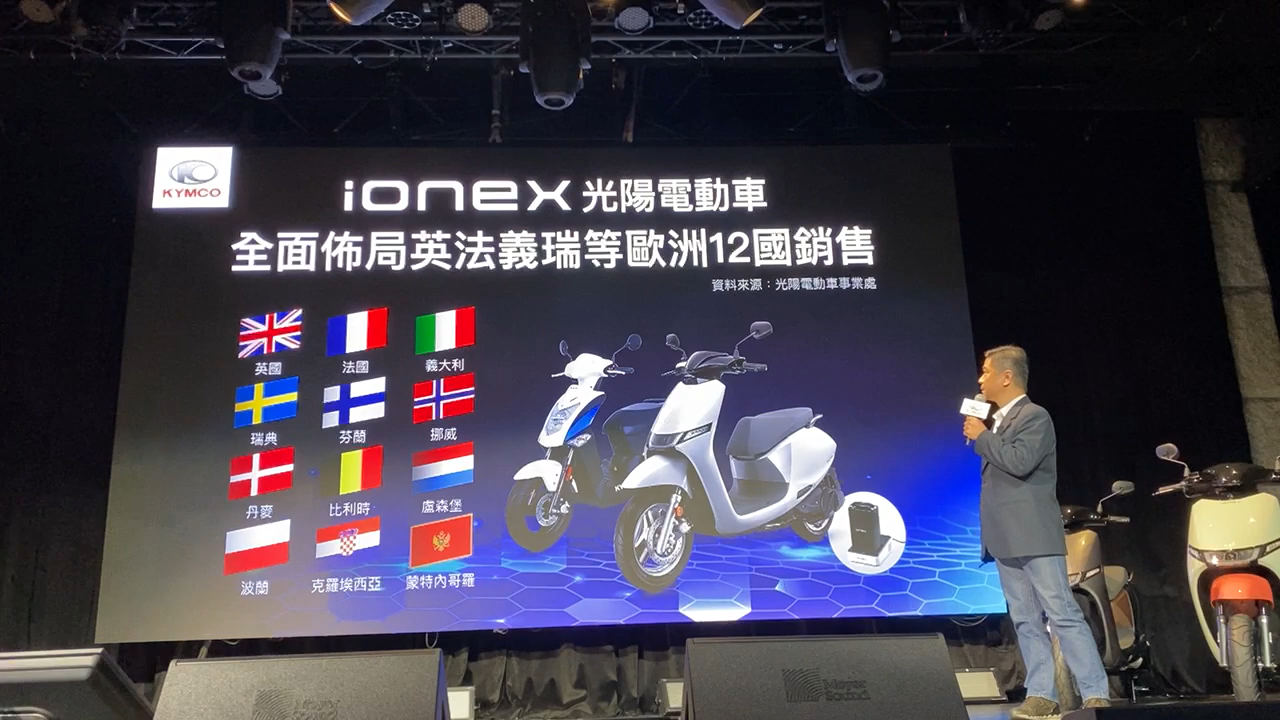 KYMCO
ionex 光陽電動車
全面佈局英法義瑞等歐洲12國銷售
資料來源：光陽電動車事業處
英國 法國 義大利
瑞典 芬蘭 挪威
丹麥 比利時 盧森堡
波蘭 克羅埃西亞 蒙特內哥羅
Meyer Sound